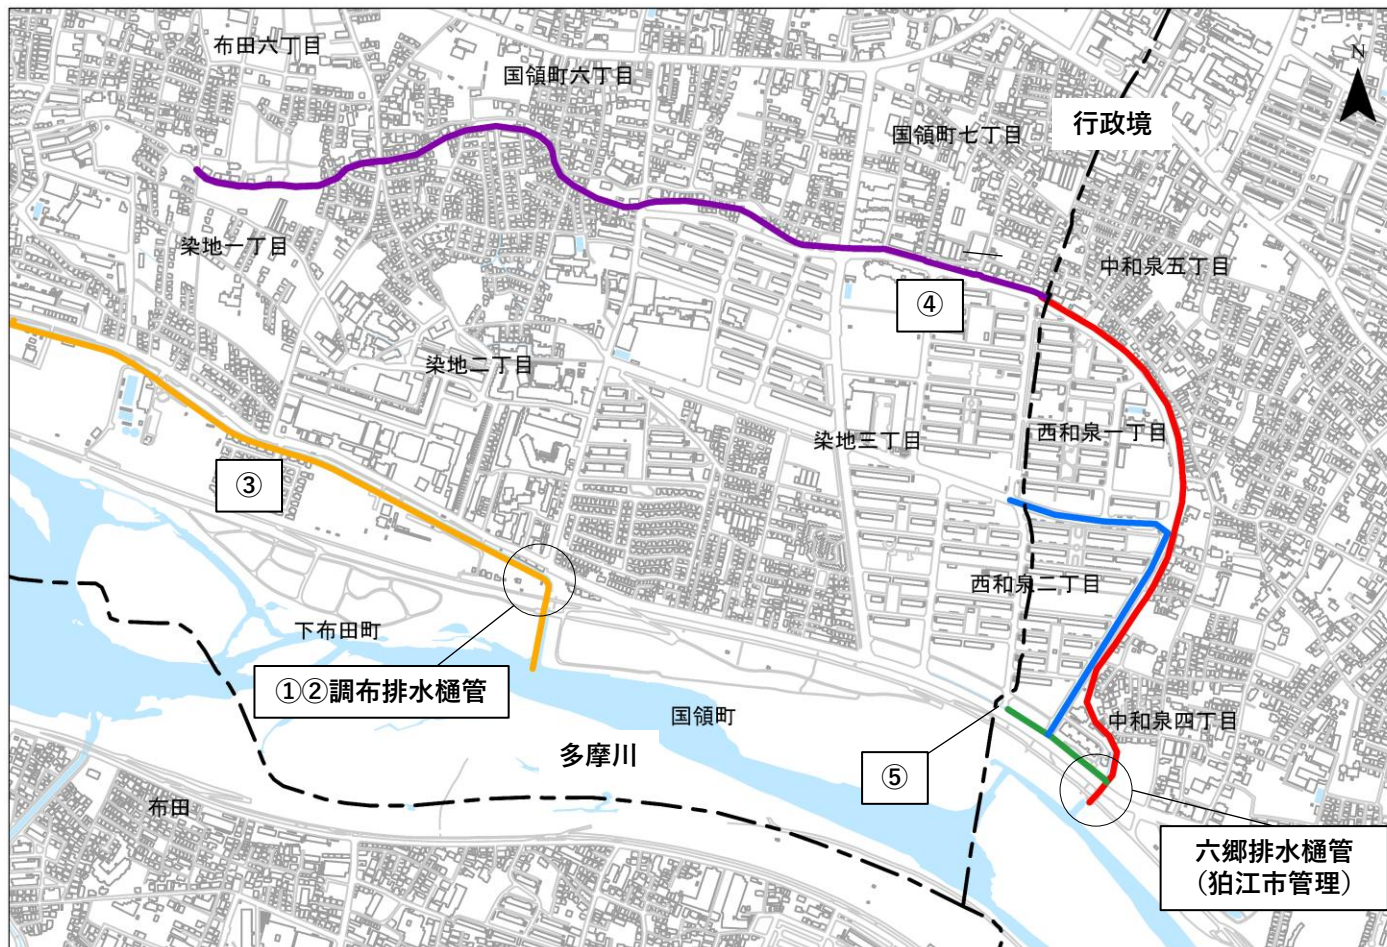 布田六丁目
国領町六丁目
N
行政境
国領町七丁目
染地一丁目
中和泉五丁目
④
染地二丁目
染地三丁目
西和泉一丁目
③
西和泉二丁目
下布田町
①②調布排水樋管
国領町
中和泉四丁目
多摩川
⑤
布田
六郷排水樋管
（狛江市管理）